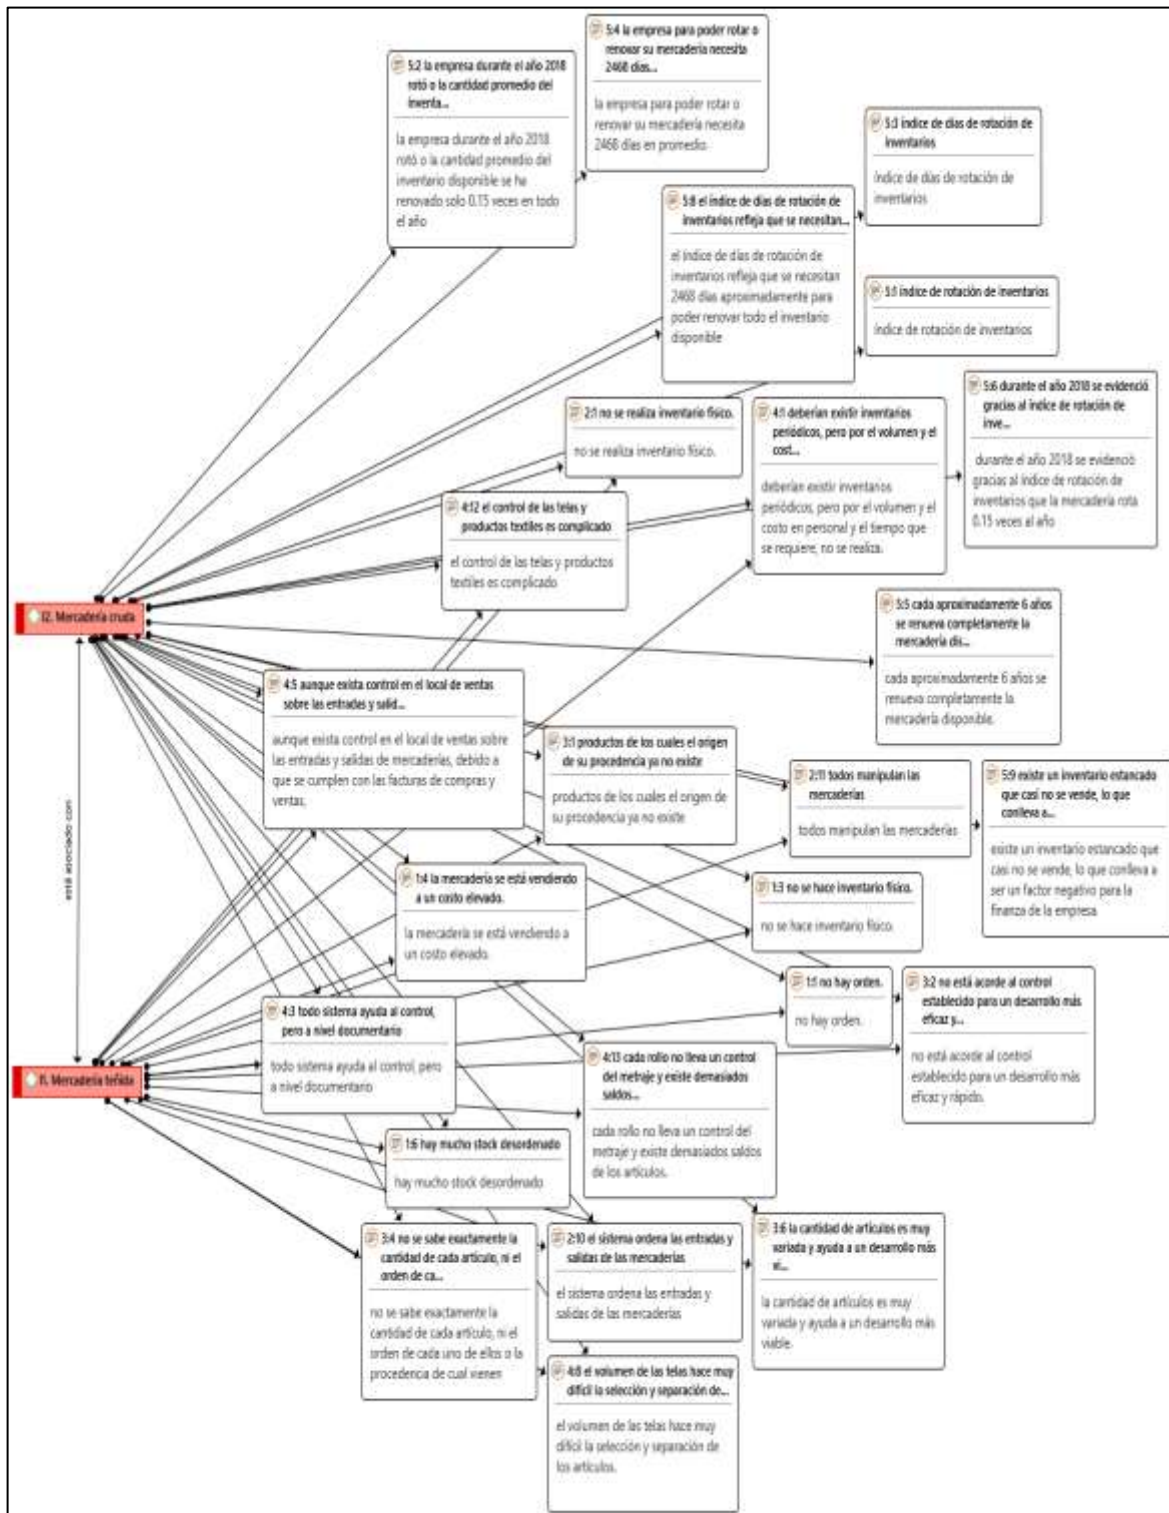 5:4 la empresa para poder rotar o
renovar su mercadería necesita
2468 días...
la empresa para poder rotar o
renovar su mercadería necesita
2468 días en promedio.
5:2 la empresa durante el año 2018
rotó o la cantidad promedio del
inventa...
la empresa durante el año 2018
rotó o la cantidad promedio del
inventario disponible se ha
renovado solo 0.15 veces en todo
el año
5:3 índice de días de rotación de
inventarios
índice de días de rotación de
inventarios
5:8 el índice de días de rotación de
inventarios refleja que se necesitan...
el índice de días de rotación de
inventarios refleja que se necesitan
2468 días aproximadamente para
poder renovar todo el inventario
disponible
5:1 índice de rotación de inventarios
índice de rotación de inventarios
5:6 durante el año 2018 se evidenció
gracias al índice de rotación de
inve...
durante el año 2018 se evidenció
gracias al índice de rotación de
inventarios que la mercadería rota
0.15 veces al año
2:1 no se realiza inventario físico.
no se realiza inventario físico.
4:1 deberían existir inventarios
periódicos, pero por el volumen y el
cost...
deberían existir inventarios
periódicos, pero por el volumen y el
costo en personal y el tiempo que
se requiere, no se realiza.
4:12 el control de las telas y
productos textiles es complicado
el control de las telas y
productos textiles es complicado
I2. Mercadería cruda
5:5 cada aproximadamente 6 años
se renueva completamente la
mercadería dis...
cada aproximadamente 6 años se
renueva completamente la
mercadería disponible.
4:5 aunque exista control en el local de ventas
sobre las entradas y salid...
aunque exista control en el local de ventas sobre
las entradas y salidas de mercaderías, debido
a que se cumplen con las facturas de compras y
ventas.
3:1 productos de los cuales el origen
de su procedencia ya no existe
productos de los cuales el origen
de su procedencia ya no existe
2:11 todos manipulan las
mercaderías
todos manipulan las mercaderías
5:9 existe un inventario estancado
que casi no se vende, lo que
conlleva a...
existe un inventario estancado que
casi no se vende, lo que conlleva a
ser un factor negativo para la
finanza de la empresa
está asociado con
1:4 la mercadería se está vendiendo
a un costo elevado.
la mercadería se está vendiendo a
un costo elevado.
1:3 no se hace inventario físico.
no se hace inventario físico.
1:1 no hay orden.
no hay orden.
3:2 no está acorde al control
establecido para un desarrollo más
eficaz y...
no está acorde al control
establecido para un desarrollo más
eficaz y rápido.
4:3 todo sistema ayuda al control,
pero a nivel documentario
todo sistema ayuda al control, pero
a nivel documentario
I1. Mercadería teñida
4:13 cada rollo no lleva un control
del metraje y existe demasiados
saldos...
cada rollo no lleva un control del
metraje y existe demasiados saldos
de los artículos.
1:6 hay mucho stock desordenado
hay mucho stock desordenado
3:4 no se sabe exactamente la
cantidad de cada artículo, ni el
orden de ca...
no se sabe exactamente la
cantidad de cada artículo, ni el
orden de cada uno de ellos o la
procedencia de cual vienen
2:10 el sistema ordena las entradas y
salidas de las mercaderías
el sistema ordena las entradas y
salidas de las mercaderías
3:6 la cantidad de artículos es muy
variada y ayuda a un desarrollo más
vi...
la cantidad de artículos es muy
variada y ayuda a un desarrollo más
viable.
4:8 el volumen de las telas hace muy
difícil la selección y separación de...
el volumen de las telas hace muy
difícil la selección y separación de
los artículos.